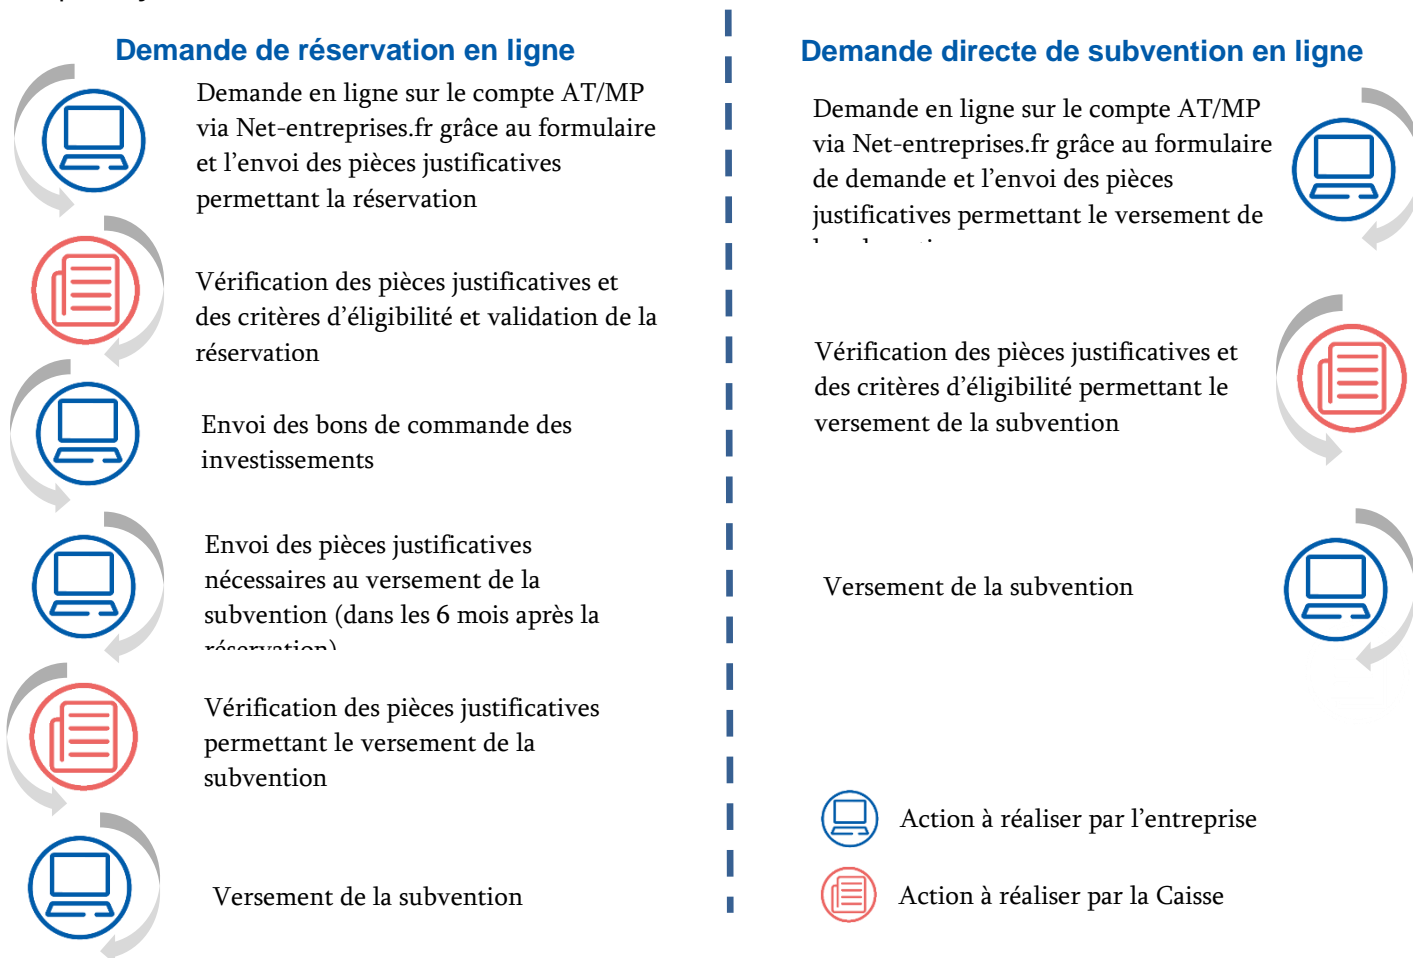 Demande de réservation en ligne
Demande en ligne sur le compte AT/MP
via Net-entreprises.fr grâce au formulaire
et l’envoi des pièces justificatives
permettant la réservation
Vérification des pièces justificatives et
des critères d’éligibilité et validation de la
réservation
Envoi des bons de commande des
investissements
Envoi des pièces justificatives
nécessaires au versement de la
subvention (dans les 6 mois après la
réservation)
Vérification des pièces justificatives
permettant le versement de la
subvention
Versement de la subvention
Demande directe de subvention en ligne
Demande en ligne sur le compte AT/MP
via Net-entreprises.fr grâce au formulaire
de demande et l’envoi des pièces
justificatives permettant le versement de
Vérification des pièces justificatives et
des critères d’éligibilité permettant le
versement de la subvention
Versement de la subvention
Action à réaliser par l’entreprise
Action à réaliser par la Caisse